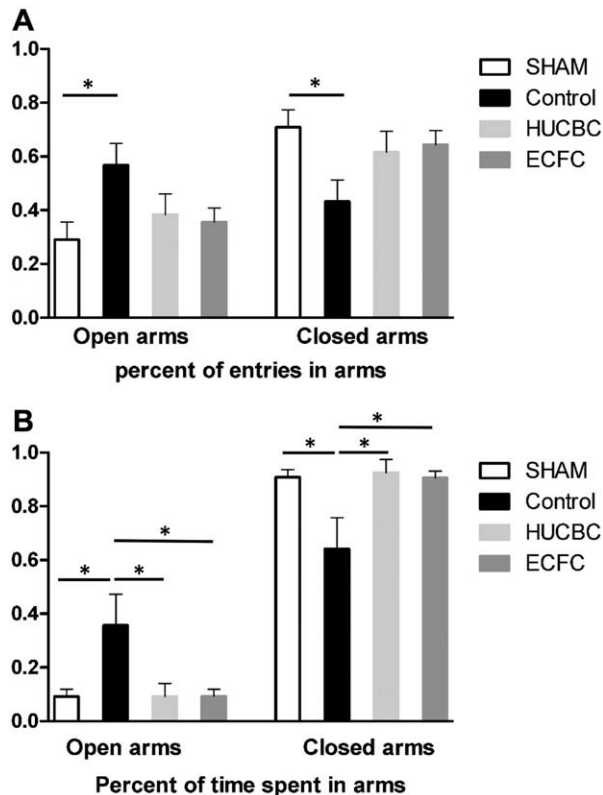 A
1.0
0.8
0.6
0.4
0.2
0.0
*
*
SHAM
Control
HUCBC
ECFC
Open arms
Closed arms
percent of entries in arms
B
1.0
0.8
0.6
0.4
0.2
0.0
*
*
*
*
*
*
SHAM
Control
HUCBC
ECFC
Open arms
Closed arms
Percent of time spent in arms